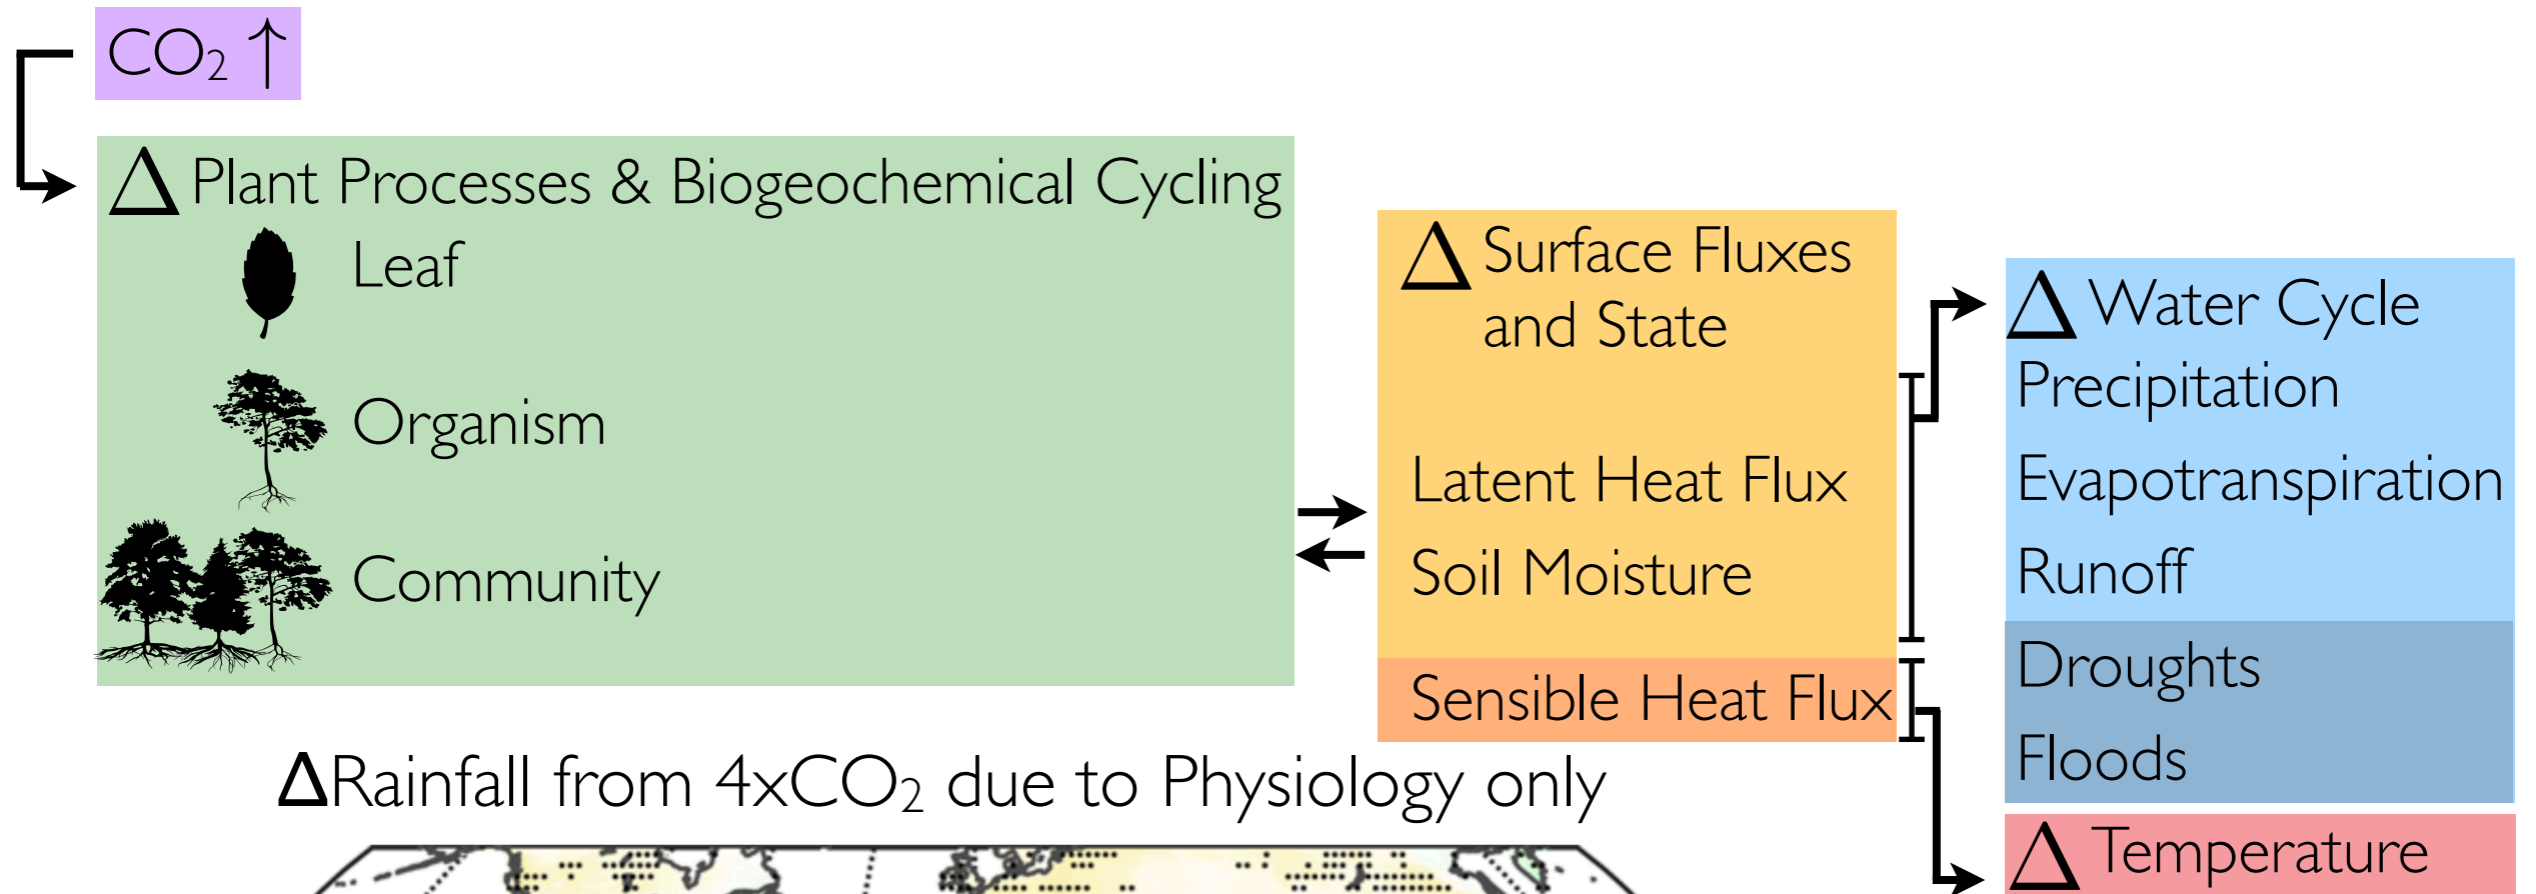 CO₂ ↑
Δ Plant Processes & Biogeochemical Cycling
Leaf
Organism
Community
Δ Surface Fluxes
and State
Latent Heat Flux
Soil Moisture
Sensible Heat Flux
Δ Water Cycle
Precipitation
Evapotranspiration
Runoff
Droughts
Floods
Δ Temperature
ΔRainfall from 4xCO₂ due to Physiology only